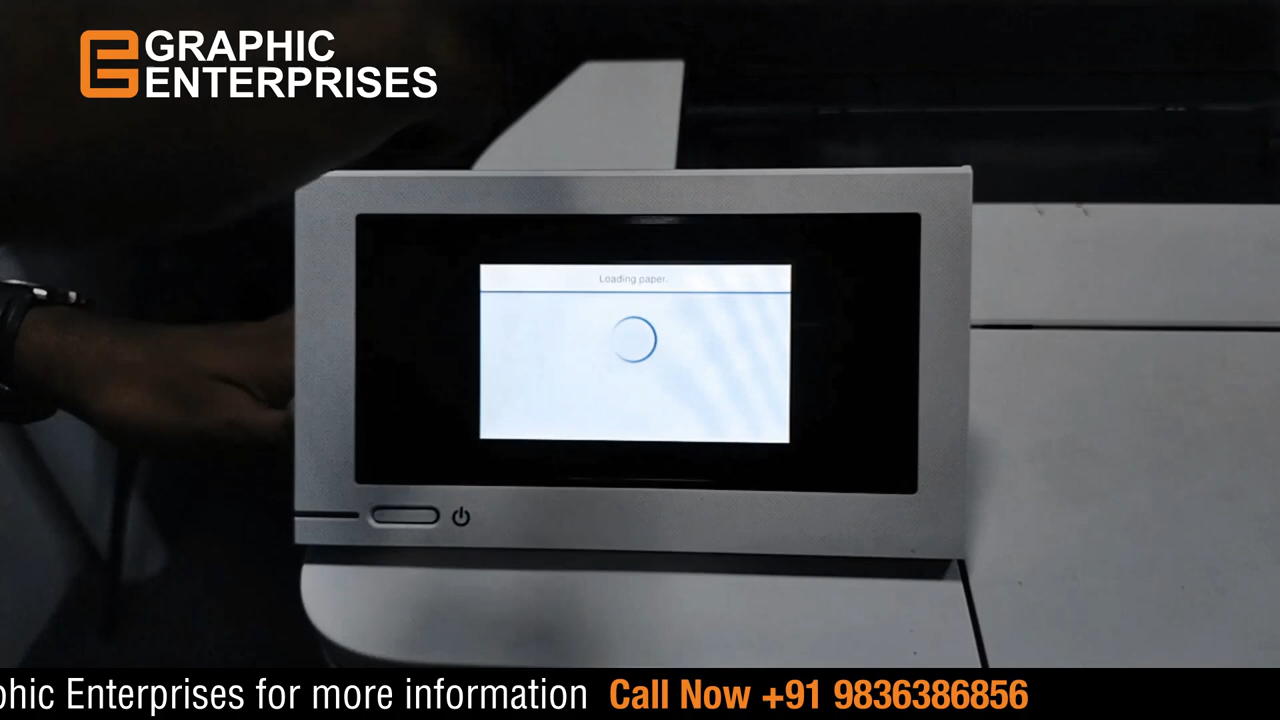 GRAPHIC
ENTERPRISES
Loading paper.
phic Enterprises for more information Call Now +91 9836386856